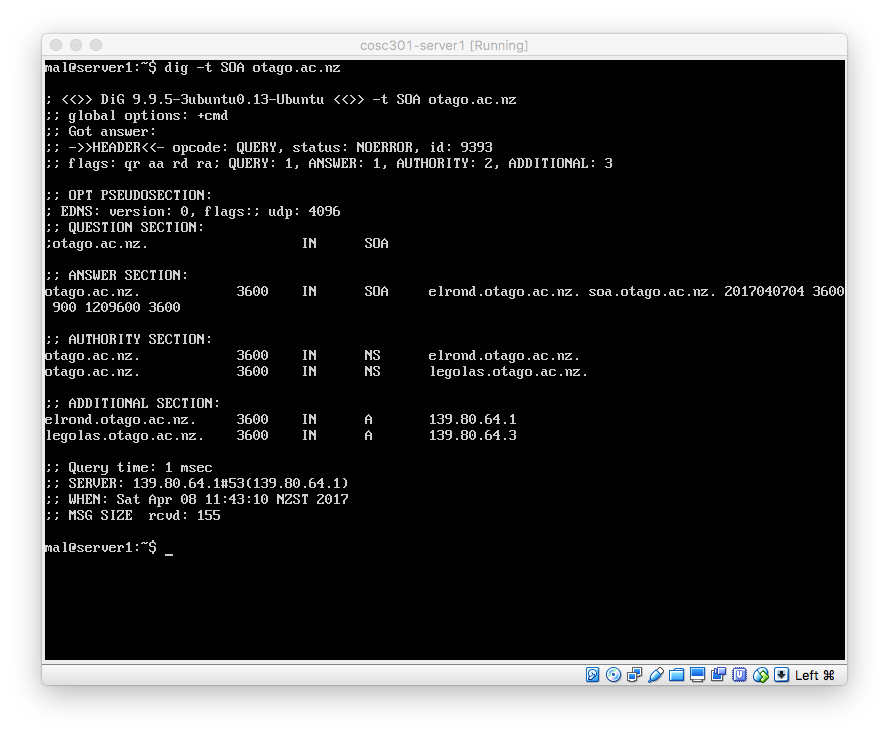 cosc301-server1 [Running]
mal@server1:~$ dig -t SOA otago.ac.nz
; <<>> DiG 9.9.5-3ubuntu0.13-Ubuntu <<>> -t SOA otago.ac.nz
;; global options: +cmd
;; Got answer:
;; ->>HEADER<<- opcode: QUERY, status: NOERROR, id: 9393
;; flags: qr aa rd ra; QUERY: 1, ANSWER: 1, AUTHORITY: 2, ADDITIONAL: 3
;; OPT PSEUDOSECTION:
; EDNS: version: 0, flags:; udp: 4096
;; QUESTION SECTION:
;otago.ac.nz. IN SOA
;; ANSWER SECTION:
otago.ac.nz. 3600 IN SOA elrond.otago.ac.nz. soa.otago.ac.nz. 2017040704 3600
900 1209600 3600
;; AUTHORITY SECTION:
otago.ac.nz. 3600 IN NS elrond.otago.ac.nz.
otago.ac.nz. 3600 IN NS legolas.otago.ac.nz.
;; ADDITIONAL SECTION:
elrond.otago.ac.nz. 3600 IN A 139.80.64.1
legolas.otago.ac.nz. 3600 IN A 139.80.64.3
;; Query time: 1 msec
;; SERVER: 139.80.64.1#53(139.80.64.1)
;; WHEN: Sat Apr 08 11:43:10 NZST 2017
;; MSG SIZE rcvd: 155
mal@server1:~$ _
Left ⌘